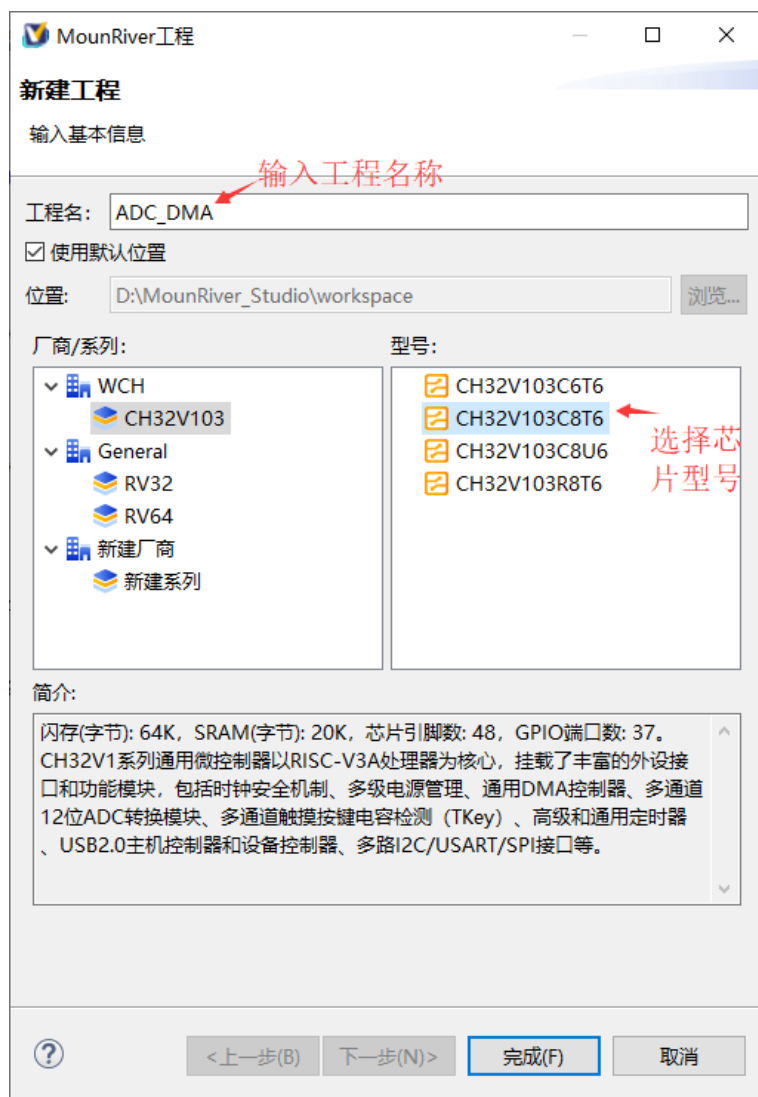 MounRiver工程
新建工程
输入基本信息
输入工程名称
工程名: ADC_DMA
使用默认位置
位置: D:\MounRiver_Studio\workspace 浏览...
厂商/系列: 型号:
WCH
CH32V103
General
RV32
RV64
新建厂商
新建系列
CH32V103C6T6
CH32V103C8T6
CH32V103C8U6
CH32V103R8T6
选择芯
片型号
简介:
闪存(字节): 64K，SRAM(字节): 20K，芯片引脚数: 48，GPIO端口数: 37。
CH32V1系列通用微控制器以RISC-V3A处理器为核心，挂载了丰富的外设接
口和功能模块，包括时钟安全机制、多级电源管理、通用DMA控制器、多通道
12位ADC转换模块、多通道触摸按键电容检测（TKey）、高级和通用定时器
、USB2.0主机控制器和设备控制器、多路I2C/USART/SPI接口等。
? <上一步(B) 下一步(N)> 完成(F) 取消